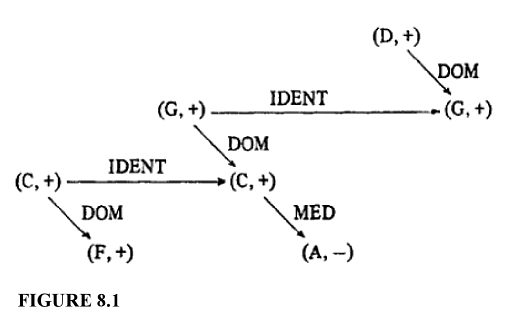 (D, +)
DOM
(G, +) IDENT (G, +)
DOM
(C, +) IDENT (C, +)
DOM MED
(F, +) (A, –)
FIGURE 8.1